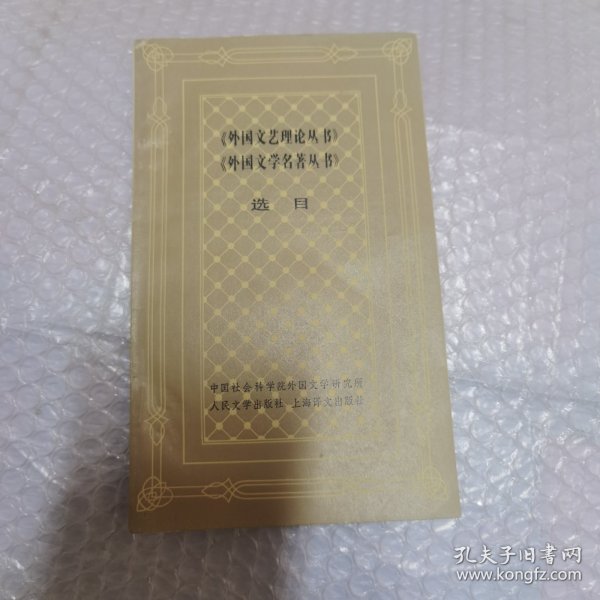 《外国文艺理论丛书》
《外国文学名著丛书》
选目
中国社会科学院外国文学研究所
人民文学出版社 上海译文出版社
孔夫子旧书网
www.kongfz.com